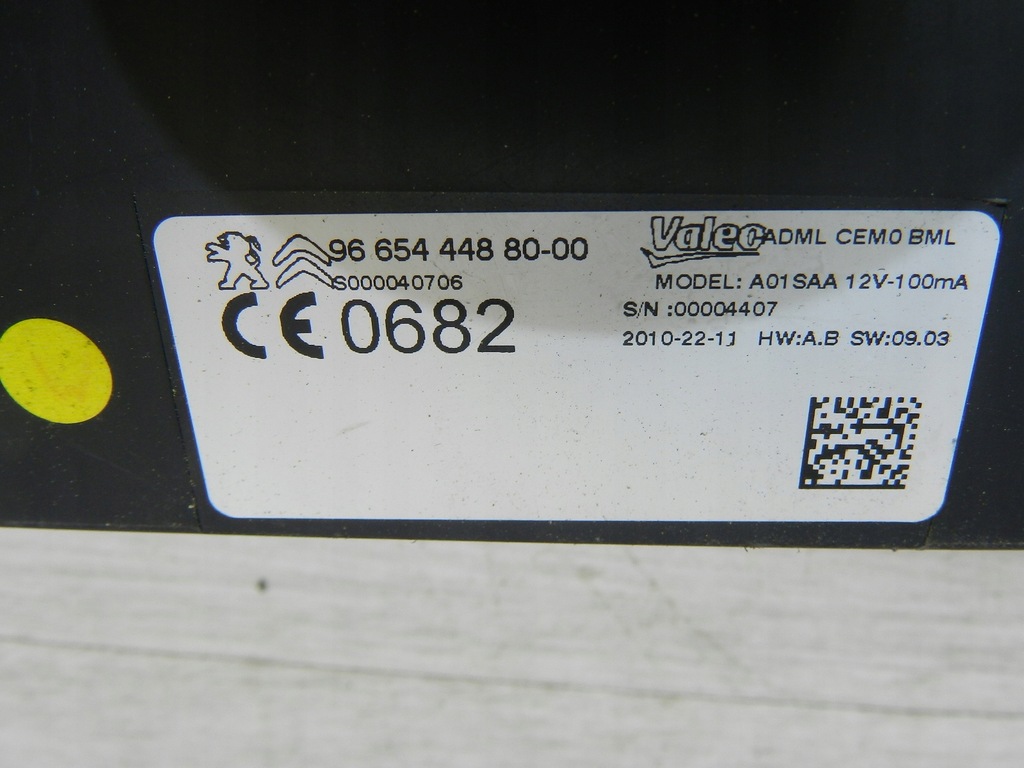 96 654 448 80-00
S000040706
CE 0682
Valeo ADML CEM0 BML
MODEL: A01SAA 12V-100mA
S/N :00004407
2010-22-11 HW:A.B SW:09.03